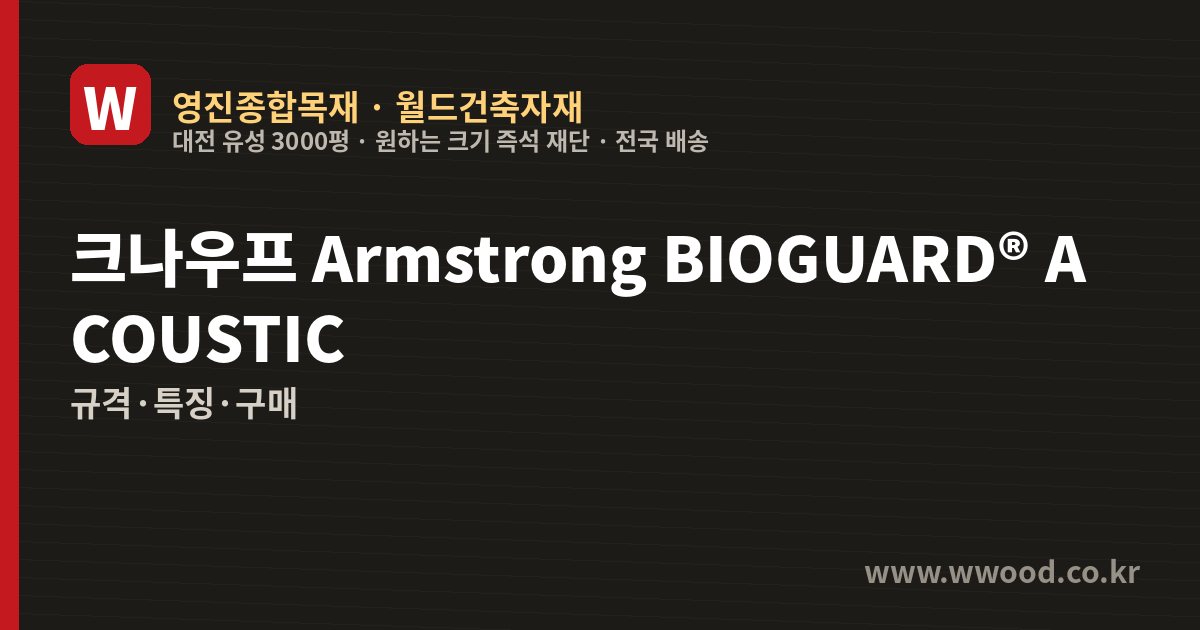 W
영진종합목재 · 월드건축자재
대전 유성 3000평 · 원하는 크기 즉석 재단 · 전국 배송
크나우프 Armstrong BIOGUARD® A
COUSTIC
규격·특징·구매
www.wwood.co.kr